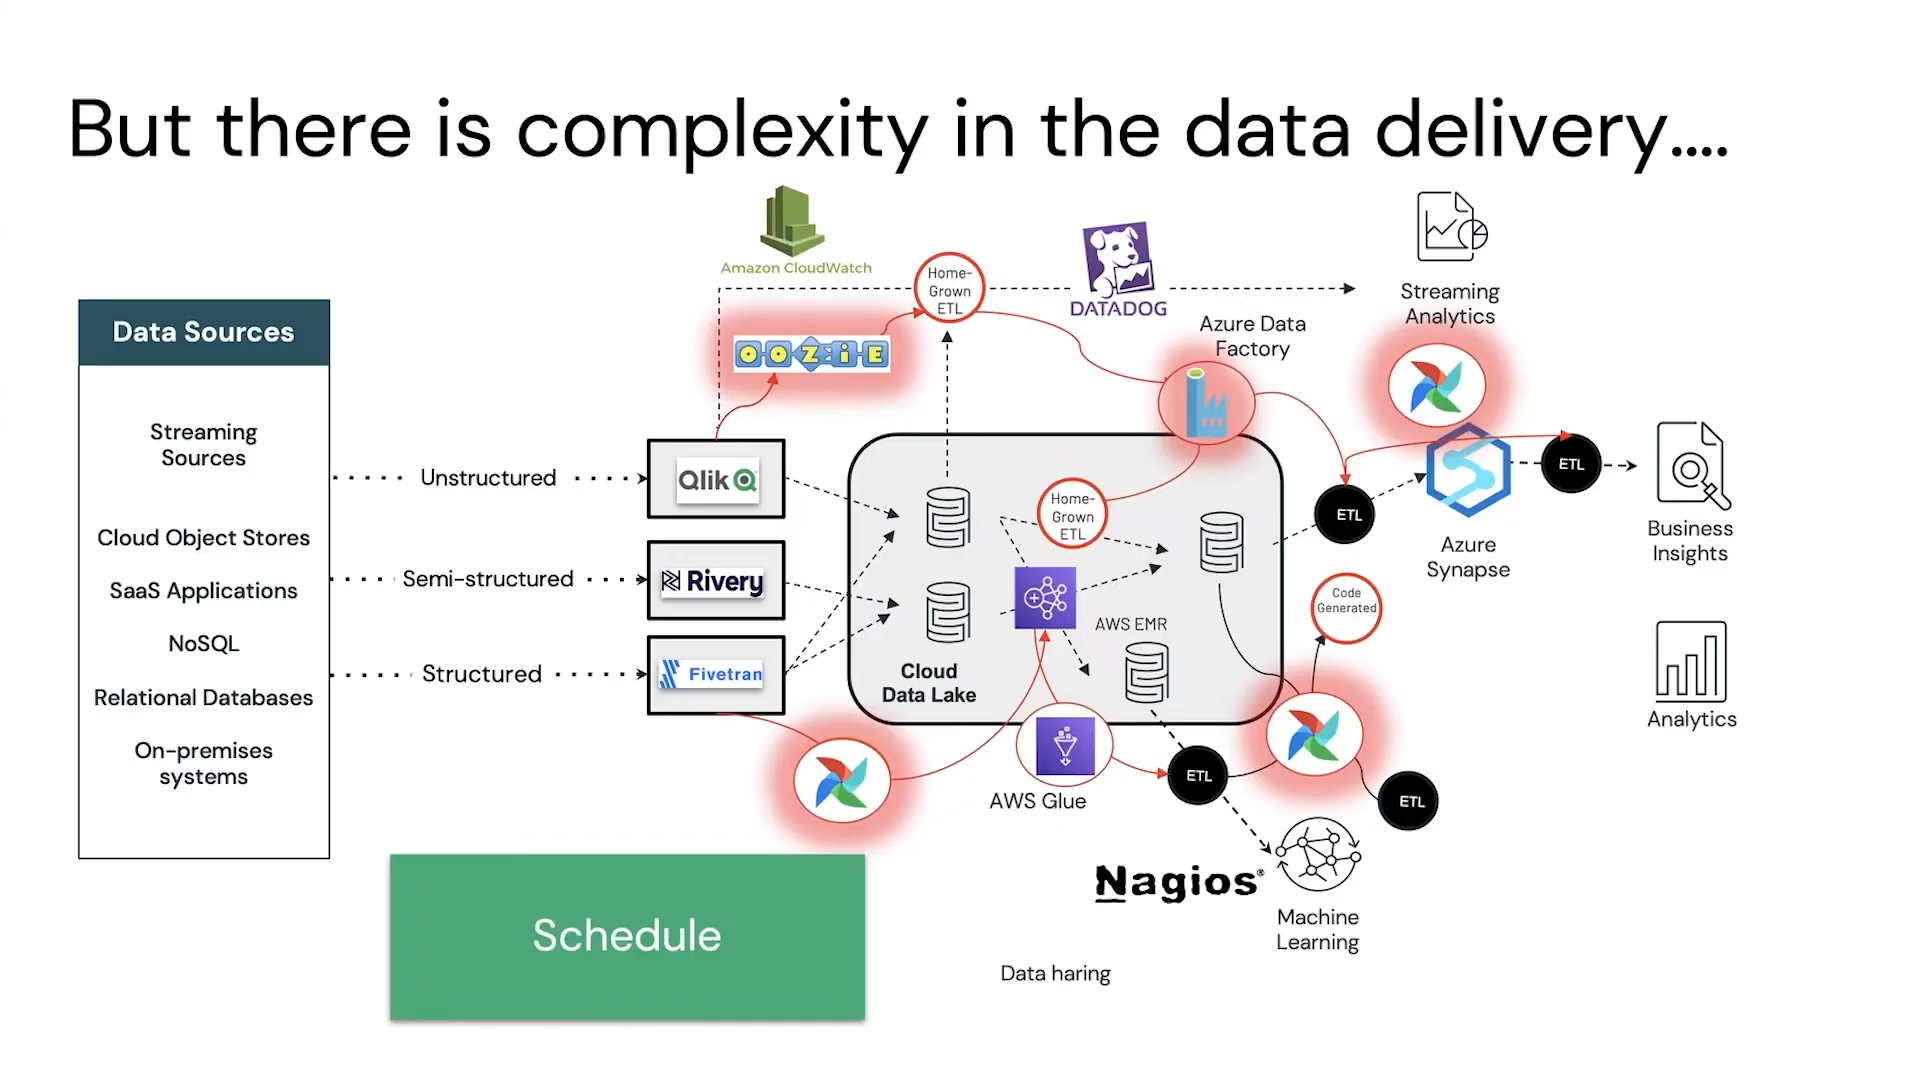 But there is complexity in the data delivery....
Amazon CloudWatch
Home-
Grown
ETL
DATADOG
Streaming
Analytics
Azure Data
Factory
OOZiE
Data Sources
Streaming
Sources
Cloud Object Stores
SaaS Applications
NoSQL
Relational Databases
On-premises
systems
Unstructured
Semi-structured
Structured
Qlik
Rivery
Fivetran
Home-
Grown
ETL
AWS EMR
Cloud
Data Lake
AWS Glue
ETL
Azure
Synapse
ETL
Business
Insights
Code
Generated
Analytics
ETL
ETL
Nagios®
Machine
Learning
Schedule
Data haring